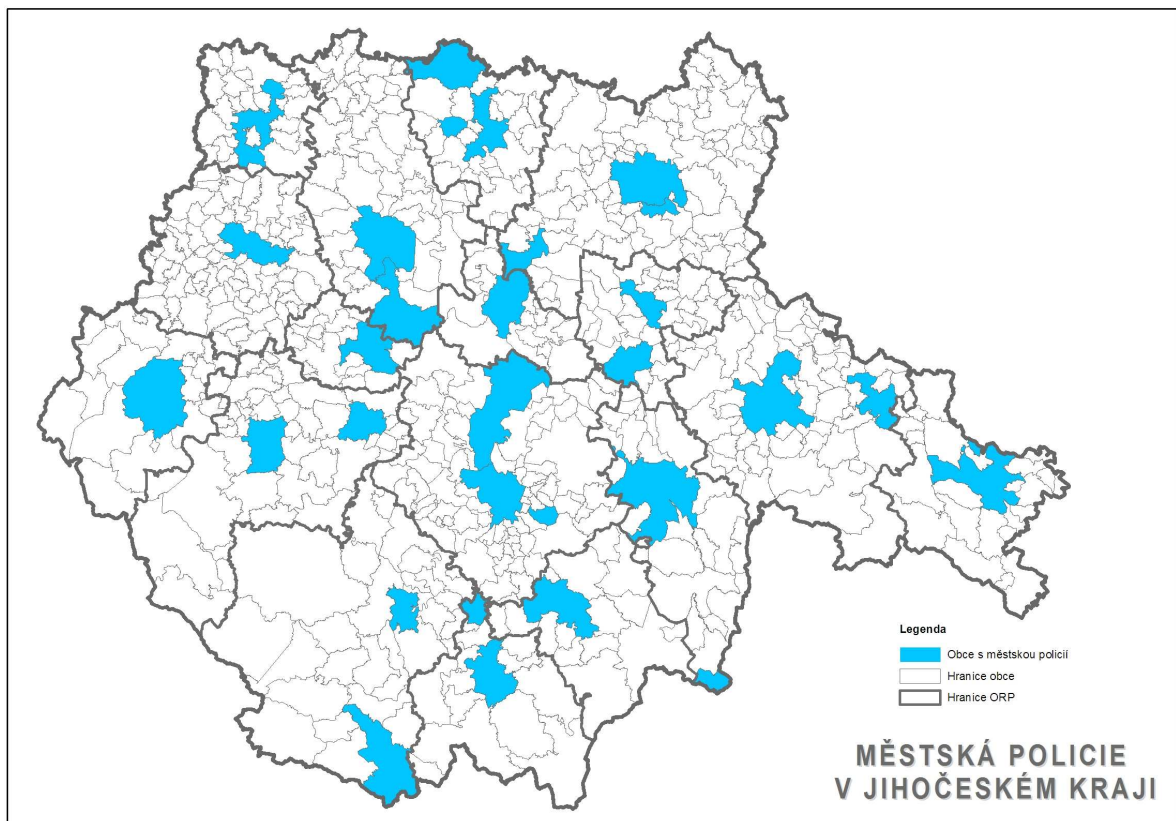 Legenda
Obce s městskou policií
Hranice obce
Hranice ORP
MĚSTSKÁ POLICIE
V JIHOČESKÉM KRAJI